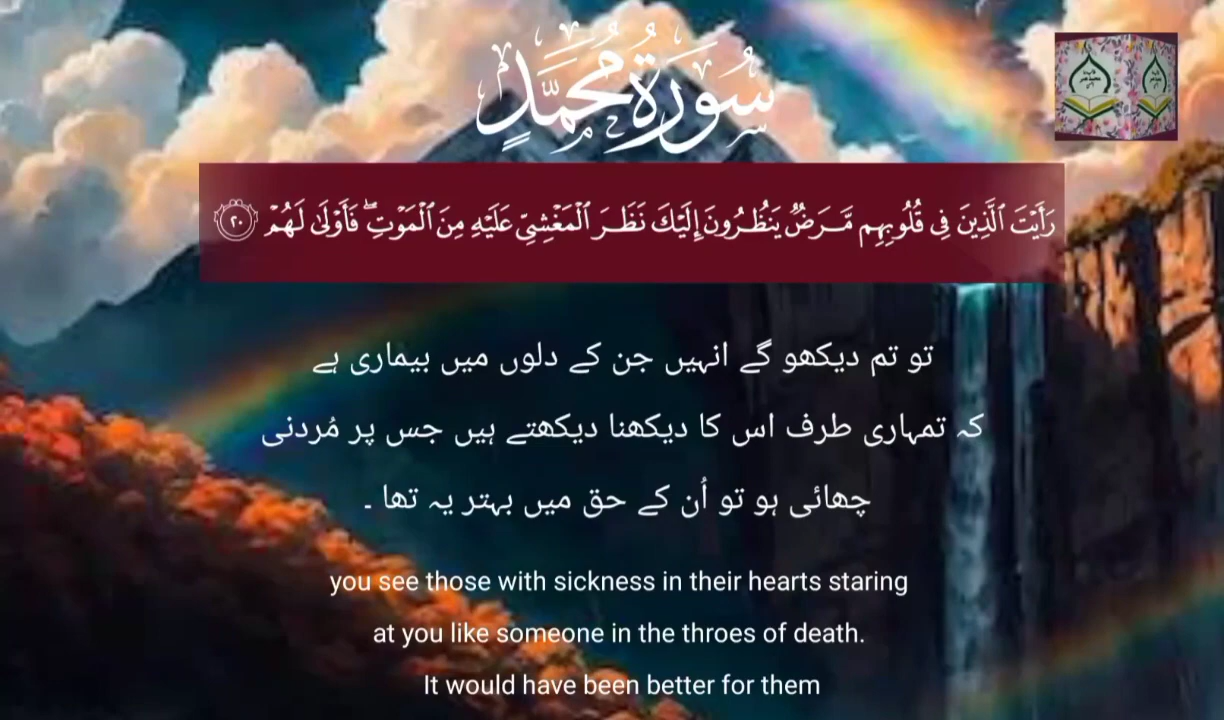 سُورَةُ مُحَمَّدٍ
رَأَيْتَ ٱلَّذِينَ فِى قُلُوبِهِم مَّرَضٌ يَنظُرُونَ إِلَيْكَ نَظَرَ ٱلْمَغْشِىِّ عَلَيْهِ مِنَ ٱلْمَوْتِ ۖ فَأَوْلَىٰ لَهُمْ ۝٢٠
تو تم دیکھو گے انہیں جن کے دلوں میں بیماری ہے
کہ تمہاری طرف اس کا دیکھنا دیکھتے ہیں جس پر مُردنی
چھائی ہو تو اُن کے حق میں بہتر یہ تھا ۔
you see those with sickness in their hearts staring
at you like someone in the throes of death.
It would have been better for them